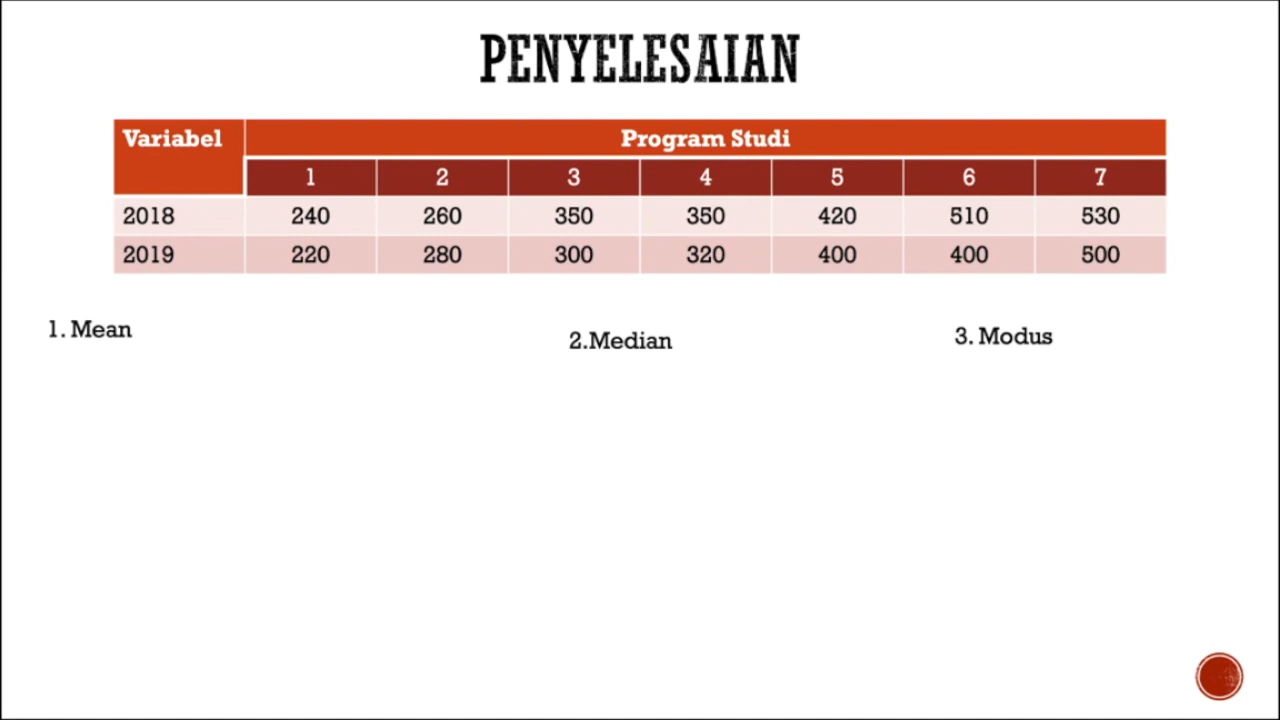 PENYELESAIAN
Variabel Program Studi
1 2 3 4 5 6 7
2018 240 260 350 350 420 510 530
2019 220 280 300 320 400 400 500
1. Mean
2.Median
3. Modus